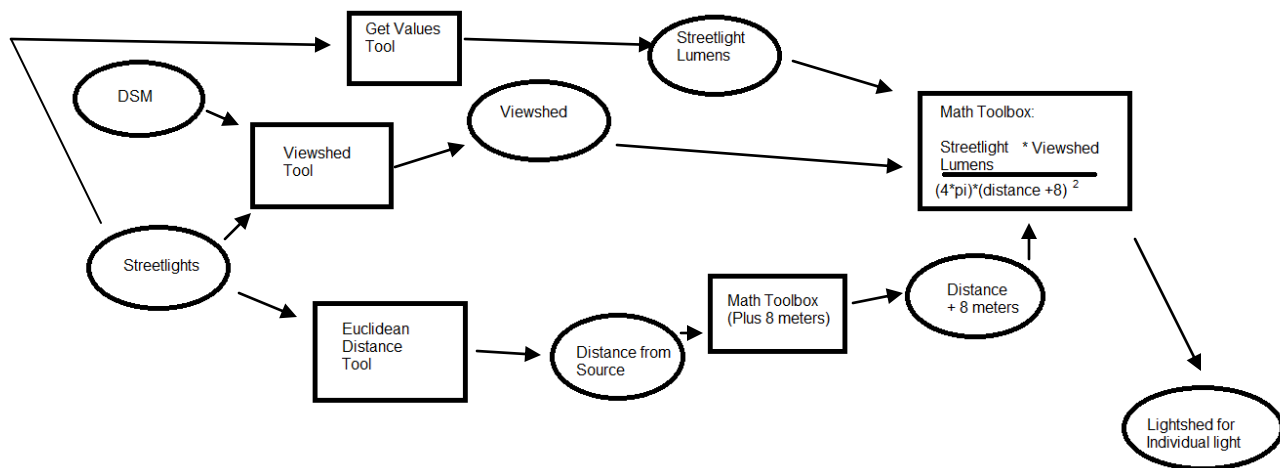 Get Values
Tool
Streetlight
Lumens
DSM
Viewshed
Viewshed
Tool
Math Toolbox:
Streetlight * Viewshed
Lumens
(4*pi)*(distance +8) 2
Streetlights
Euclidean
Distance
Tool
Distance from
Source
Math Toolbox
(Plus 8 meters)
Distance
+ 8 meters
Lightshed for
Individual light